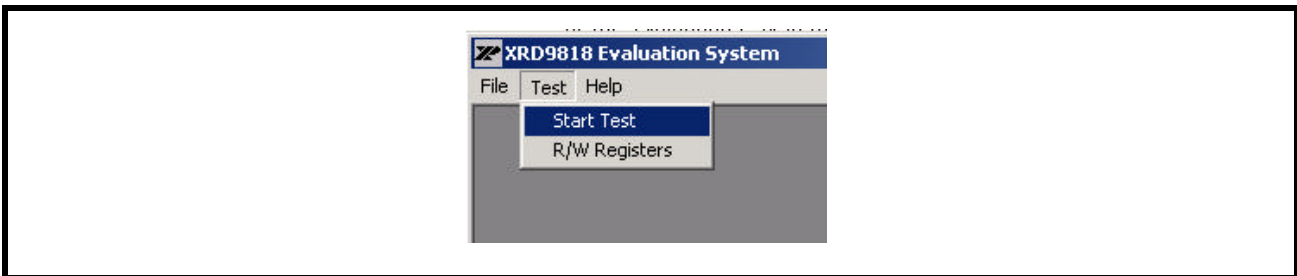 XRD9818 Evaluation System
File Test Help
Start Test
R/W Registers